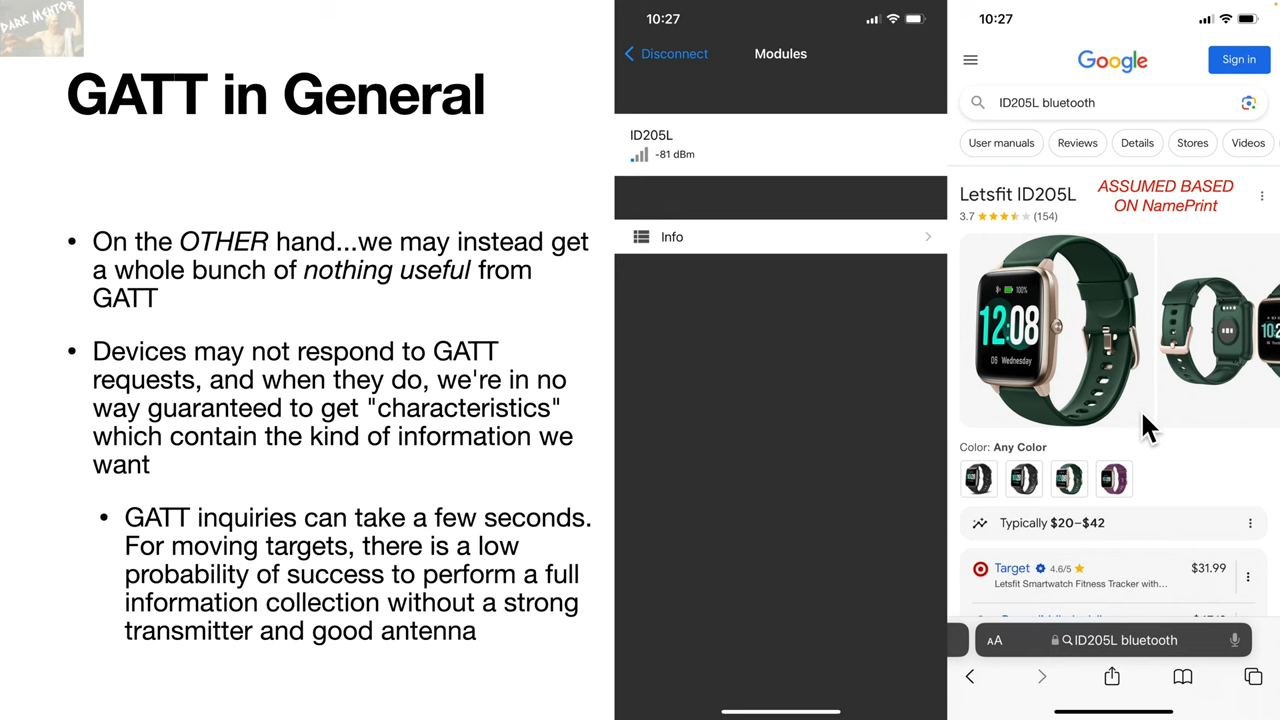 DARK MENTOR
GATT in General
• On the OTHER hand...we may instead get
a whole bunch of nothing useful from
GATT
• Devices may not respond to GATT
requests, and when they do, we're in no
way guaranteed to get "characteristics"
which contain the kind of information we
want
• GATT inquiries can take a few seconds.
For moving targets, there is a low
probability of success to perform a full
information collection without a strong
transmitter and good antenna
10:27
Disconnect
Modules
ID205L
-81 dBm
Info
10:27
Google
Sign in
ID205L bluetooth
User manuals
Reviews
Details
Stores
Videos
Letsfit ID205L
ASSUMED BASED
ON NamePrint
3.7
(154)
100%
12:08
06 Wednesday
Color: Any Color
Typically $20–$42
Target 4.6/5
$31.99
Letsfit Smartwatch Fitness Tracker with...
AA
ID205L bluetooth